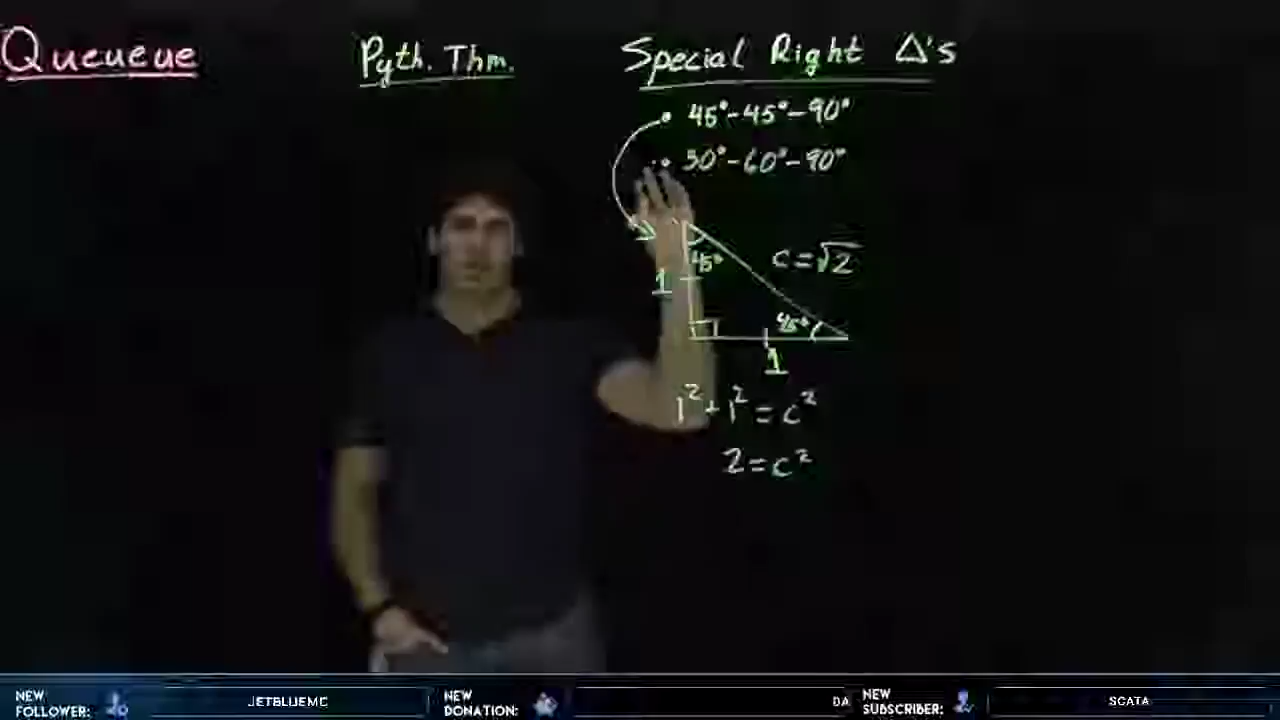 Queueue
Pyth. Thm.
Special Right Δ's
• 45°-45°-90°
• 30°-60°-90°
45°
c=√2
1
45°
1
1²+1²=c²
2=c²
NEW FOLLOWER:
JETBLUEMC
NEW DONATION:
DA
NEW SUBSCRIBER:
SCATA